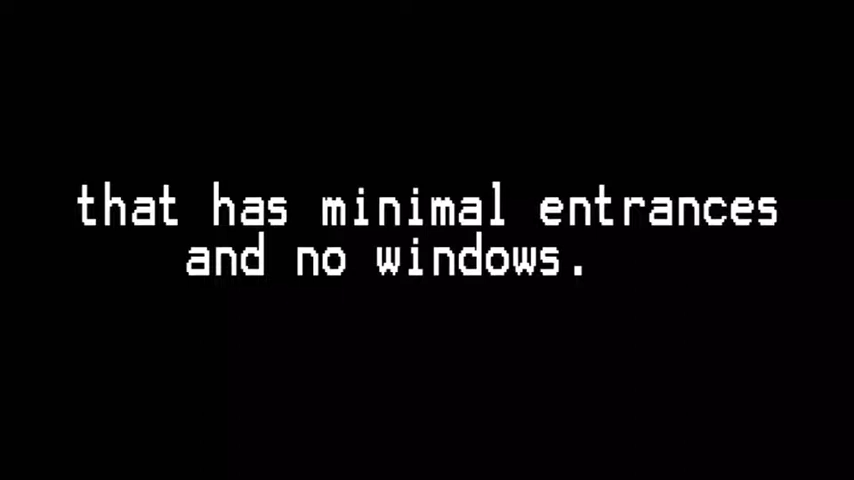 that has minimal entrances
and no windows.